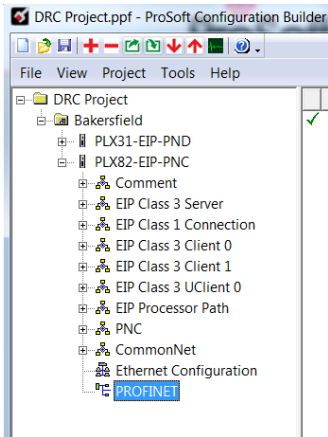 DRC Project.ppf - ProSoft Configuration Builder
File View Project Tools Help
DRC Project
Bakersfield
PLX31-EIP-PND
PLX82-EIP-PNC
Comment
EIP Class 3 Server
EIP Class 1 Connection
EIP Class 3 Client 0
EIP Class 3 Client 1
EIP Class 3 UClient 0
EIP Processor Path
PNC
CommonNet
Ethernet Configuration
PROFINET